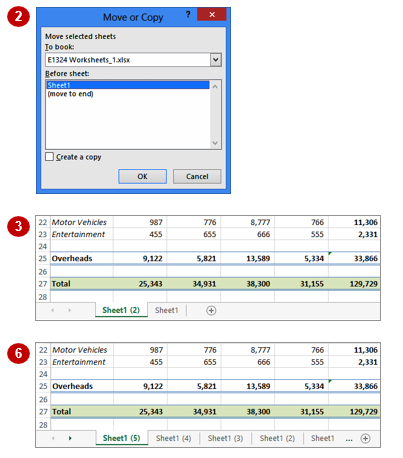 2
Move or Copy ? x
Move selected sheets
To book:
E1324 Worksheets_1.xlsx
Before sheet:
Sheet1
(move to end)
Create a copy
OK Cancel
3
22 Motor Vehicles 987 776 8,777 766 11,306
23 Entertainment 455 655 666 555 2,331
24
25 Overheads 9,122 5,821 13,589 5,334 33,866
26
27 Total 25,343 34,931 38,300 31,155 129,729
28
Sheet1 (2) Sheet1
6
22 Motor Vehicles 987 776 8,777 766 11,306
23 Entertainment 455 655 666 555 2,331
24
25 Overheads 9,122 5,821 13,589 5,334 33,866
26
27 Total 25,343 34,931 38,300 31,155 129,729
28
Sheet1 (5) Sheet1 (4) Sheet1 (3) Sheet1 (2) Sheet1 ...